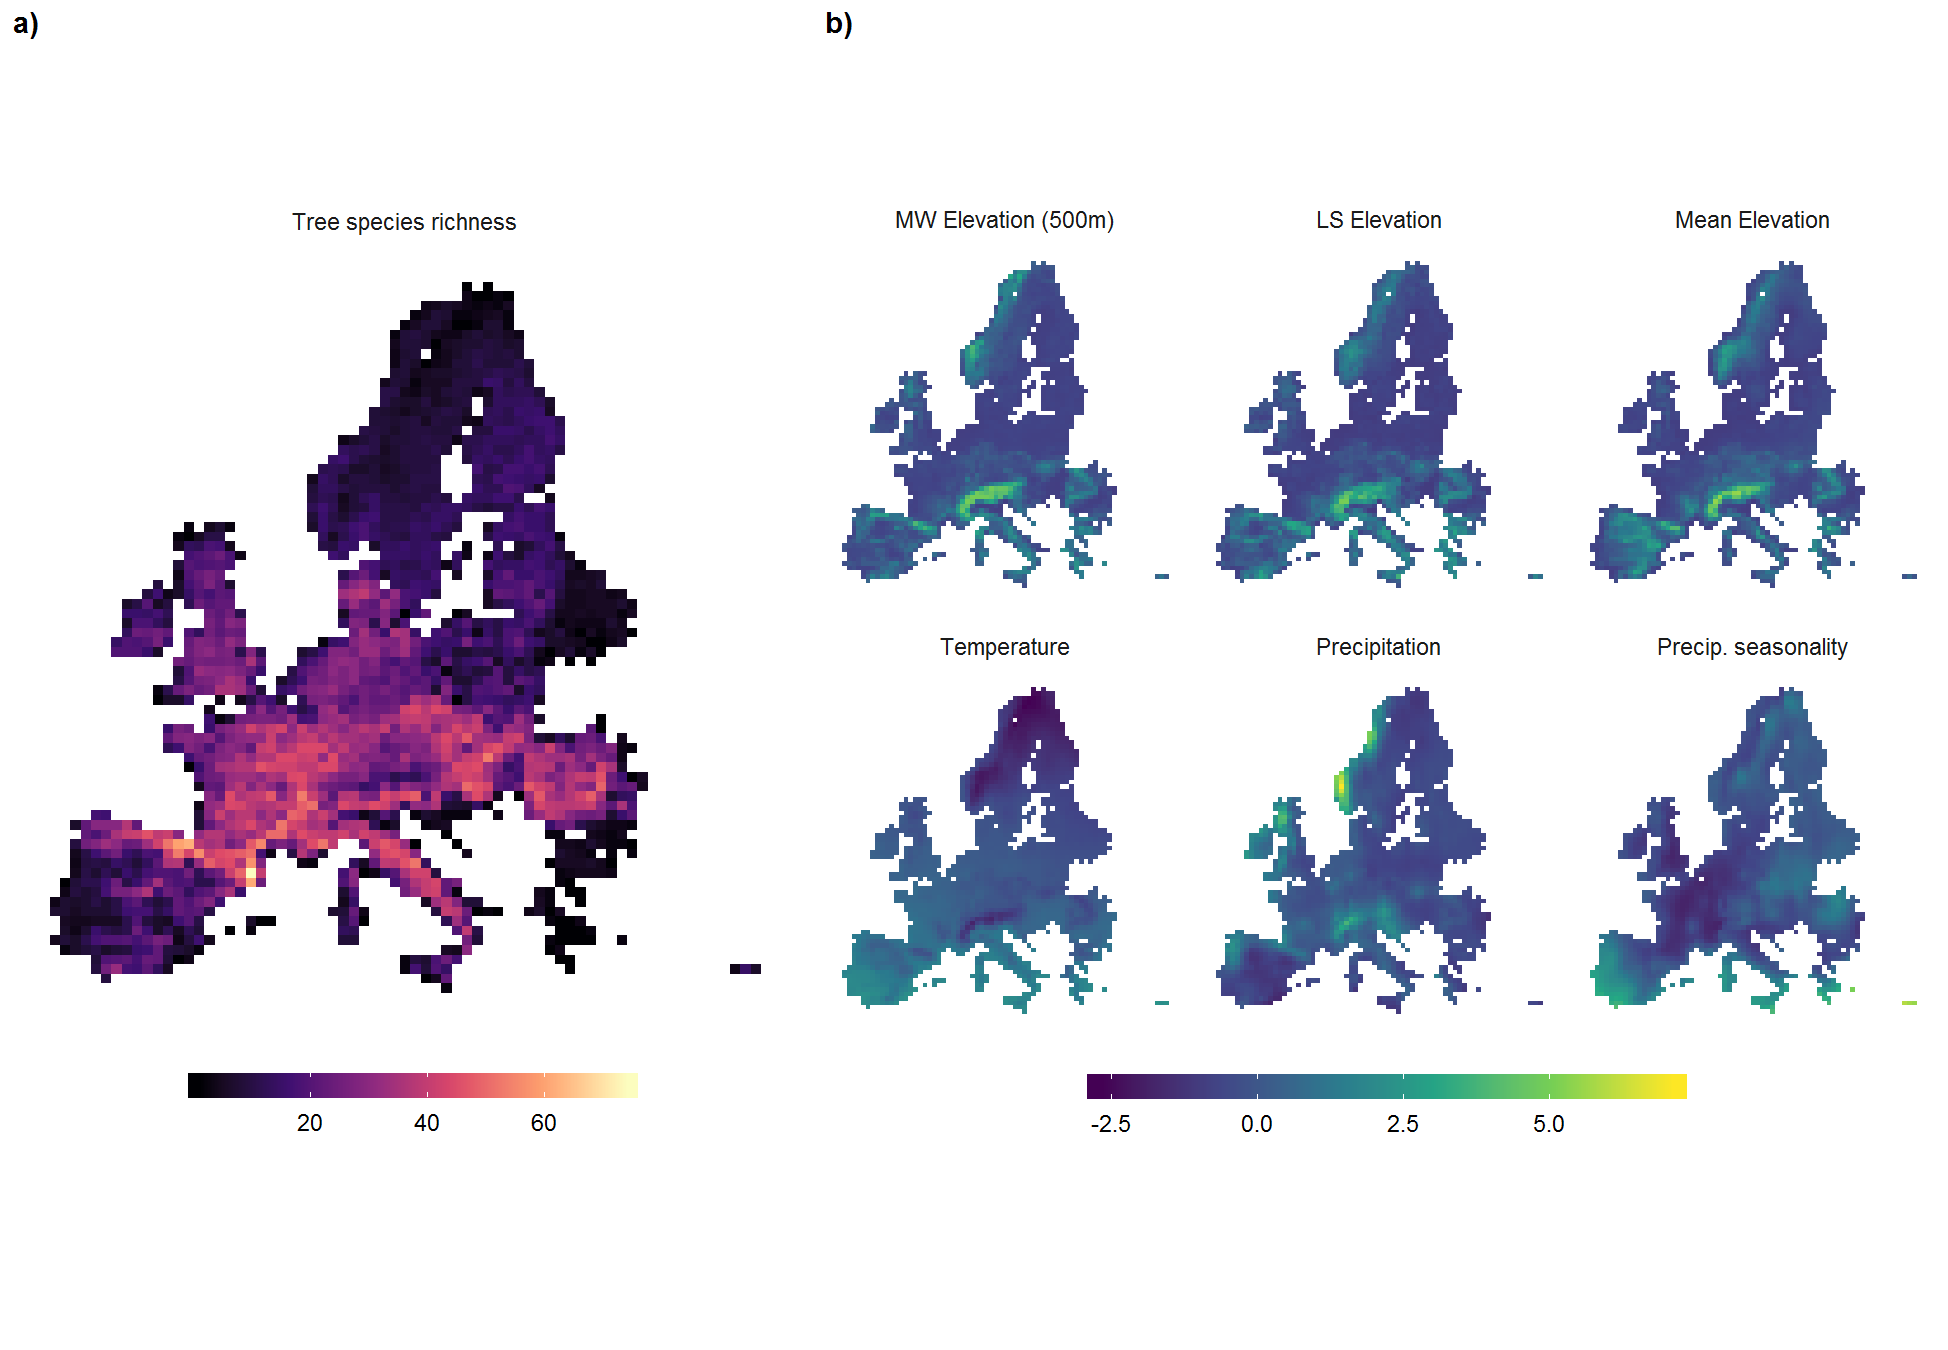 a)
b)
Tree species richness
MW Elevation (500m)
LS Elevation
Mean Elevation
Temperature
Precipitation
Precip. seasonality
20 40 60
-2.5 0.0 2.5 5.0